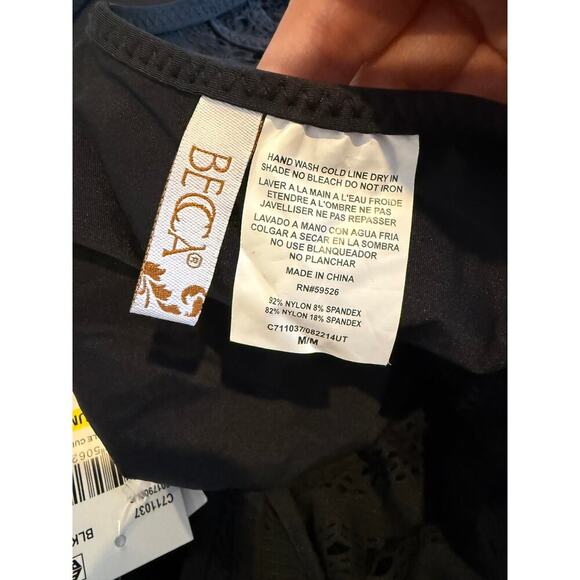 BECCA®
HAND WASH COLD LINE DRY IN
SHADE NO BLEACH DO NOT IRON
LAVER A LA MAIN A L'EAU FROIDE
ETENDRE A L'OMBRE NE PAS
JAVELLISER NE PAS REPASSER
LAVADO A MANO CON AGUA FRIA
COLGAR A SECAR EN LA SOMBRA
NO USE BLANQUEADOR
NO PLANCHAR
MADE IN CHINA
RN#59526
92% NYLON 8% SPANDEX
82% NYLON 18% SPANDEX
C711037/082214UT
M/M
C711037
BLK